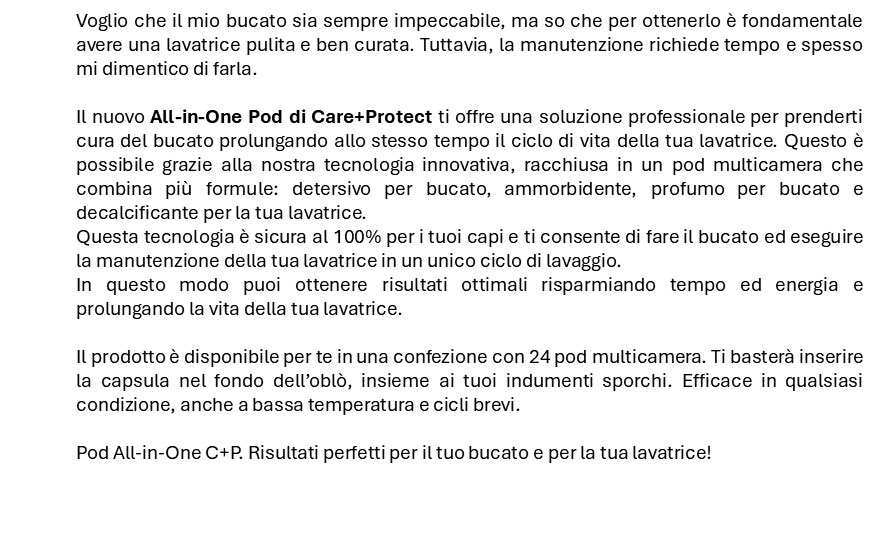 Voglio che il mio bucato sia sempre impeccabile, ma so che per ottenerlo è fondamentale
avere una lavatrice pulita e ben curata. Tuttavia, la manutenzione richiede tempo e spesso
mi dimentico di farla.
Il nuovo All-in-One Pod di Care+Protect ti offre una soluzione professionale per prenderti
cura del bucato prolungando allo stesso tempo il ciclo di vita della tua lavatrice. Questo è
possibile grazie alla nostra tecnologia innovativa, racchiusa in un pod multicamera che
combina più formule: detersivo per bucato, ammorbidente, profumo per bucato e
decalcificante per la tua lavatrice.
Questa tecnologia è sicura al 100% per i tuoi capi e ti consente di fare il bucato ed eseguire
la manutenzione della tua lavatrice in un unico ciclo di lavaggio.
In questo modo puoi ottenere risultati ottimali risparmiando tempo ed energia e
prolungando la vita della tua lavatrice.
Il prodotto è disponibile per te in una confezione con 24 pod multicamera. Ti basterà inserire
la capsula nel fondo dell’oblò, insieme ai tuoi indumenti sporchi. Efficace in qualsiasi
condizione, anche a bassa temperatura e cicli brevi.
Pod All-in-One C+P. Risultati perfetti per il tuo bucato e per la tua lavatrice!